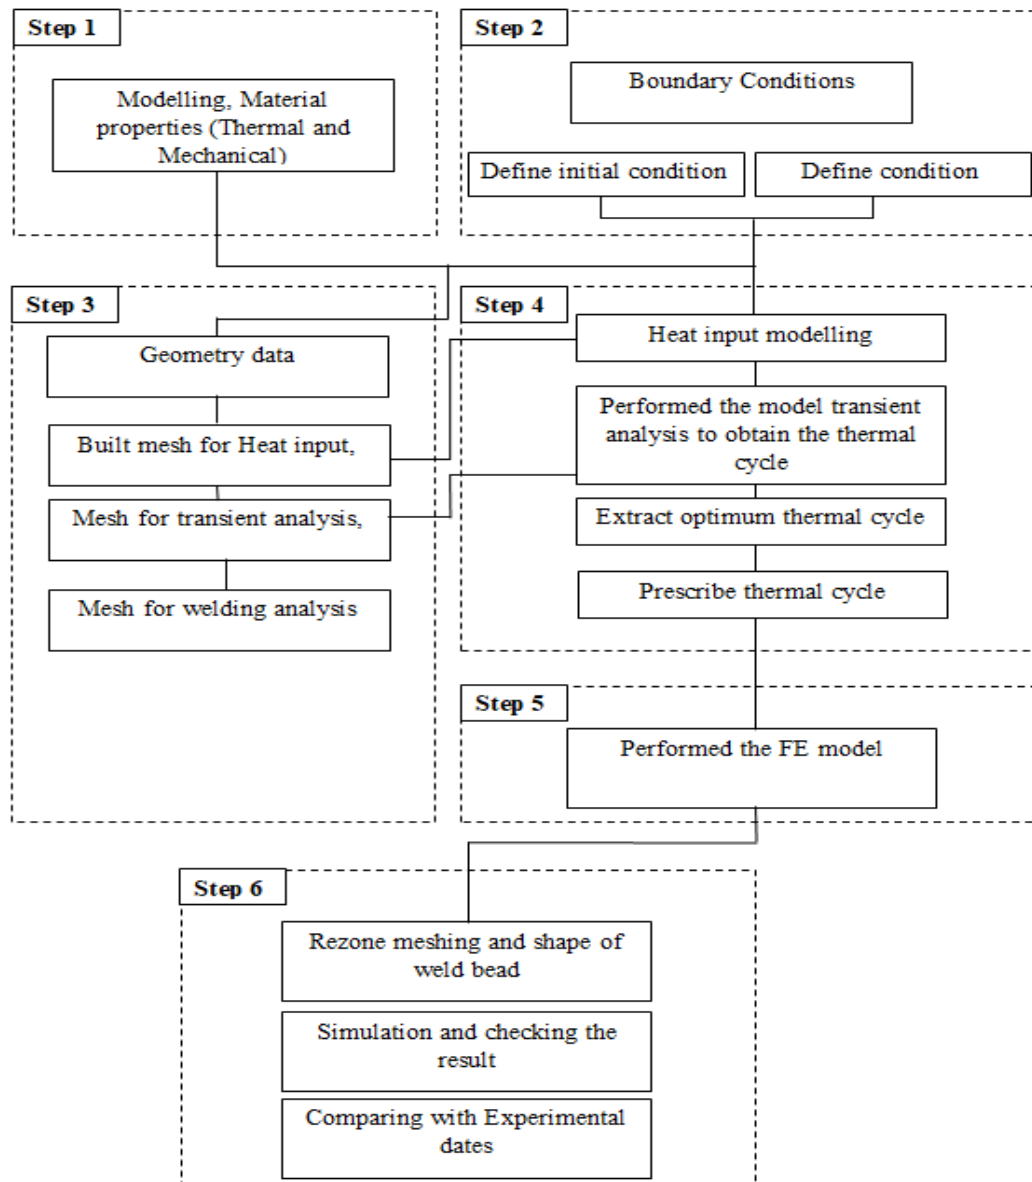 Step 1
Modelling, Material
properties (Thermal and
Mechanical)
Step 2
Boundary Conditions
Define initial condition
Define condition
Step 3
Geometry data
Built mesh for Heat input,
Mesh for transient analysis,
Mesh for welding analysis
Step 4
Heat input modelling
Performed the model transient
analysis to obtain the thermal
cycle
Extract optimum thermal cycle
Prescribe thermal cycle
Step 5
Performed the FE model
Step 6
Rezone meshing and shape of
weld bead
Simulation and checking the
result
Comparing with Experimental
dates